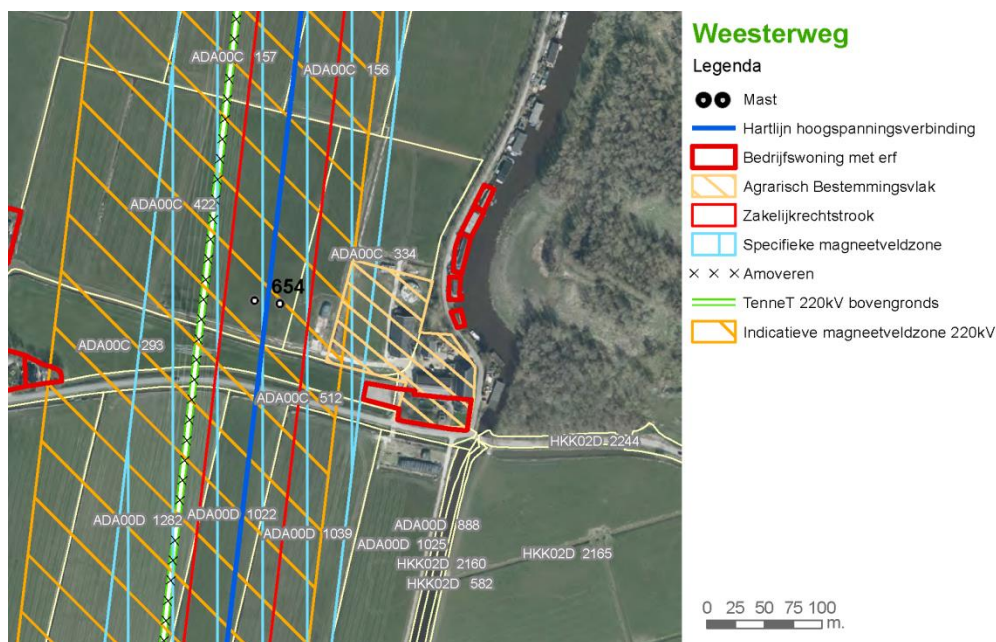 Weesterweg
Legenda
Mast
Hartlijn hoogspanningsverbinding
Bedrijfswoning met erf
Agrarisch Bestemmingsvlak
Zakelijkrechtstrook
Specifieke magneetveldzone
Amoveren
TenneT 220kV bovengronds
Indicatieve magneetveldzone 220kV
0 25 50 75 100
m.
ADA00C 157
ADA00C 156
ADA00C 422
ADA00C 334
654
ADA00C 293
ADA00C 512
HKK02D 2244
ADA00D 1282
ADA00D 1022
ADA00D 1039
ADA00D 888
ADA00D 1025
HKK02D 2160
HKK02D 2165
HKK02D 582